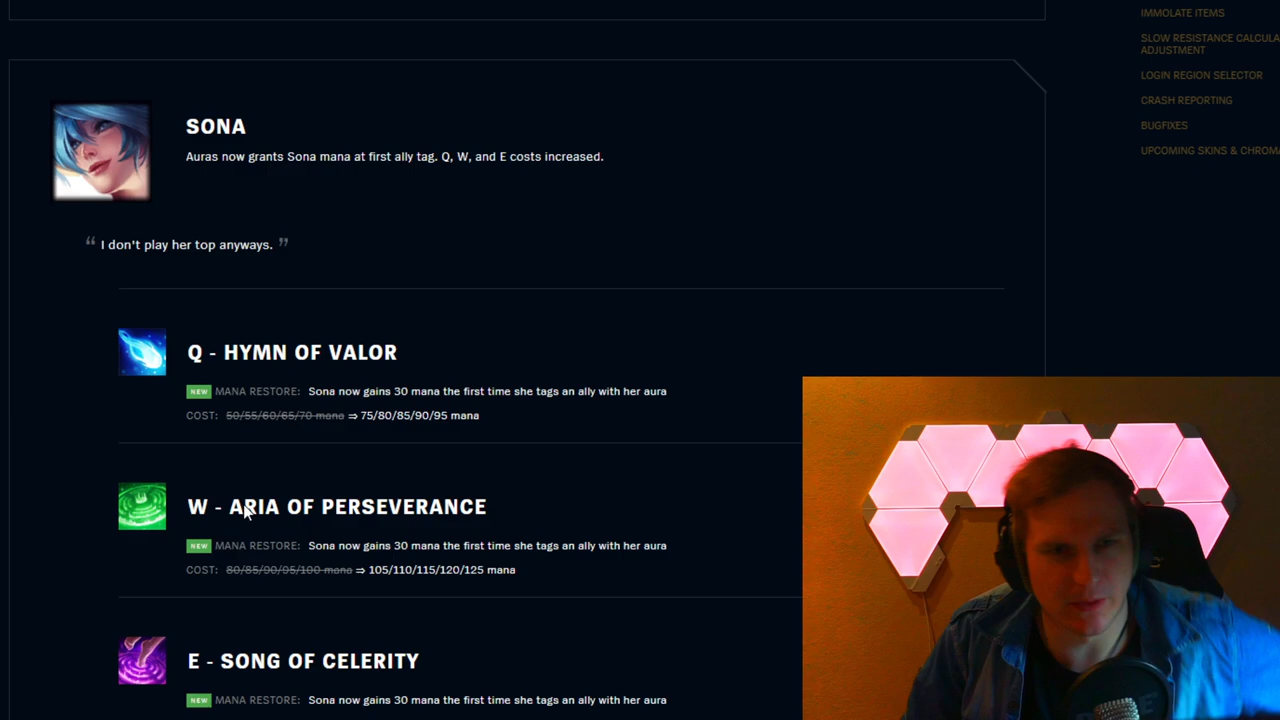 IMMOLATE ITEMS
SLOW RESISTANCE CALCULA
ADJUSTMENT
LOGIN REGION SELECTOR
CRASH REPORTING
BUGFIXES
UPCOMING SKINS & CHROMA
SONA
Auras now grants Sona mana at first ally tag. Q, W, and E costs increased.
“ I don't play her top anyways. ”
Q - HYMN OF VALOR
NEW MANA RESTORE: Sona now gains 30 mana the first time she tags an ally with her aura
COST: 50/55/60/65/70 mana ⇒ 75/80/85/90/95 mana
W - ARIA OF PERSEVERANCE
NEW MANA RESTORE: Sona now gains 30 mana the first time she tags an ally with her aura
COST: 80/85/90/95/100 mana ⇒ 105/110/115/120/125 mana
E - SONG OF CELERITY
NEW MANA RESTORE: Sona now gains 30 mana the first time she tags an ally with her aura